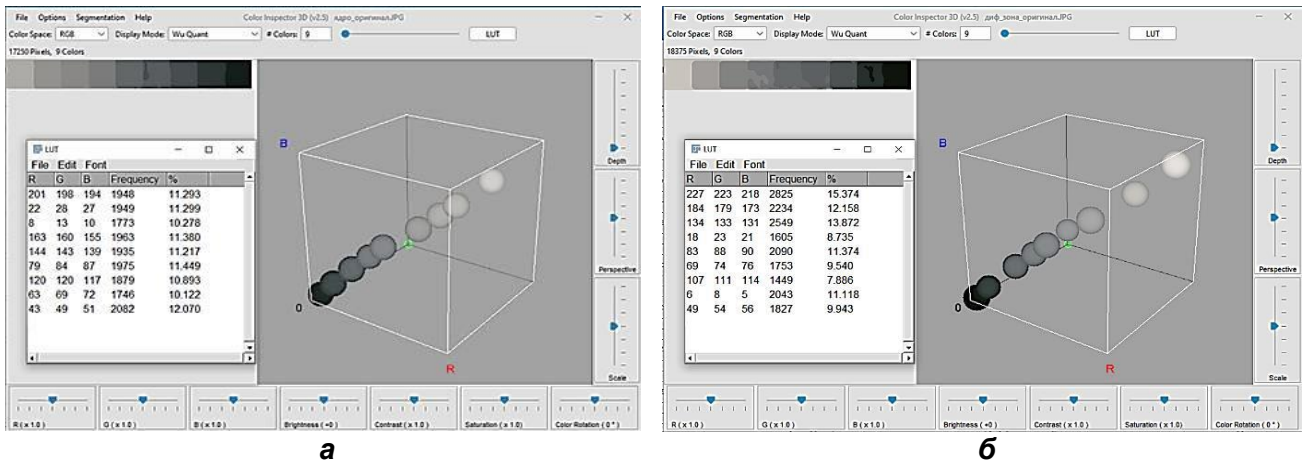 File Options Segmentation Help Color Inspector 3D (v2.5) ядро_оригинал.JPG
Color Space: RGB Display Mode: Wu Quant # Colors: 9 LUT
17250 Pixels, 9 Colors
B
LUT
File Edit Font
R G B Frequency %
201 198 194 1948 11.293
22 28 27 1949 11.299
8 13 10 1773 10.278
163 160 155 1963 11.380
144 143 139 1935 11.217
79 84 87 1975 11.449
120 120 117 1879 10.893
63 69 72 1746 10.122
43 49 51 2082 12.070
0
R
Depth
Perspective
Scale
R ( x 1.0 ) G ( x 1.0 ) B ( x 1.0 ) Brightness ( +0 ) Contrast ( x 1.0 ) Saturation ( x 1.0) Color Rotation ( 0 ° )
а
File Options Segmentation Help Color Inspector 3D (v2.5) диф_зона_оригинал.JPG
Color Space: RGB Display Mode: Wu Quant # Colors: 9 LUT
18375 Pixels, 9 Colors
B
LUT
File Edit Font
R G B Frequency %
227 223 218 2825 15.374
184 179 173 2234 12.158
134 133 131 2549 13.872
18 23 21 1605 8.735
83 88 90 2090 11.374
69 74 76 1753 9.540
107 111 114 1449 7.886
6 8 5 2043 11.118
49 54 56 1827 9.943
0
R
Depth
Perspective
Scale
R ( x 1.0 ) G ( x 1.0 ) B ( x 1.0 ) Brightness ( +0 ) Contrast ( x 1.0 ) Saturation ( x 1.0) Color Rotation ( 0 ° )
б